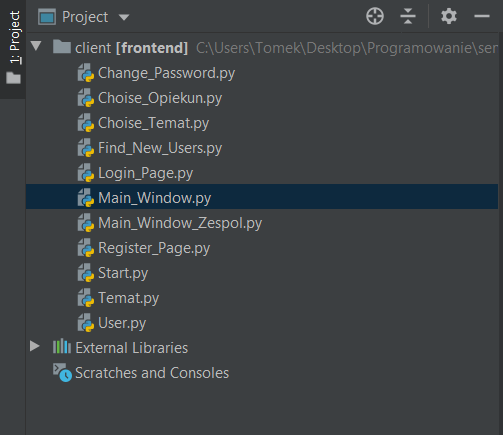 1: Project
Project
client [frontend] C:\Users\Tomek\Desktop\Programowanie\ser
Change_Password.py
Choise_Opiekun.py
Choise_Temat.py
Find_New_Users.py
Login_Page.py
Main_Window.py
Main_Window_Zespol.py
Register_Page.py
Start.py
Temat.py
User.py
External Libraries
Scratches and Consoles